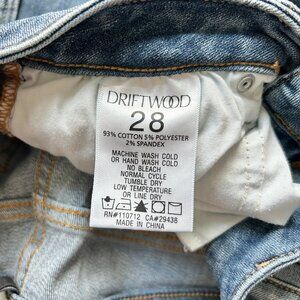 DRIFTWOOD
28
93% COTTON 5% POLYESTER
2% SPANDEX
MACHINE WASH COLD
OR HAND WASH COLD
NO BLEACH
NORMAL CYCLE
TUMBLE DRY
LOW TEMPERATURE
OR LINE DRY
RN#110712 CA#29438
MADE IN CHINA